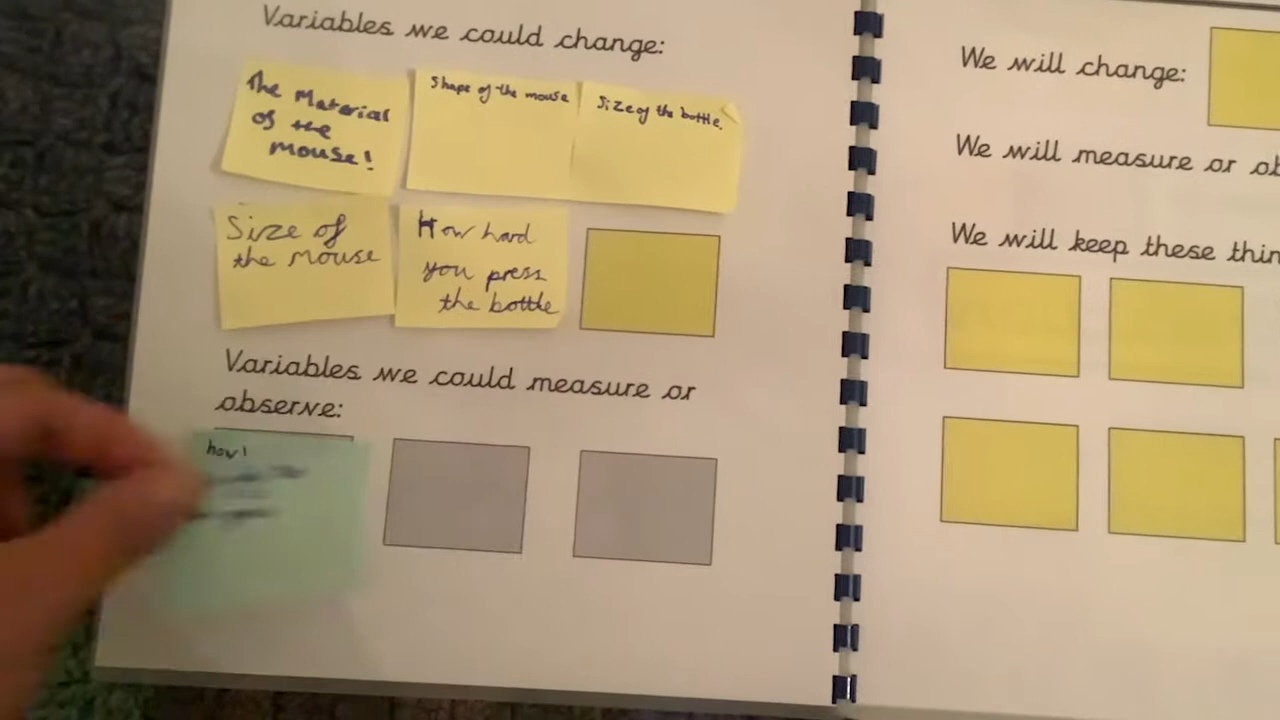 Variables we could change:
The Material
of the
Mouse!
Shape of the mouse
Size of the bottle.
Size of
the mouse
How hard
you press
the bottle
Variables we could measure or
observe:
how
We will change:
We will measure or
We will keep these